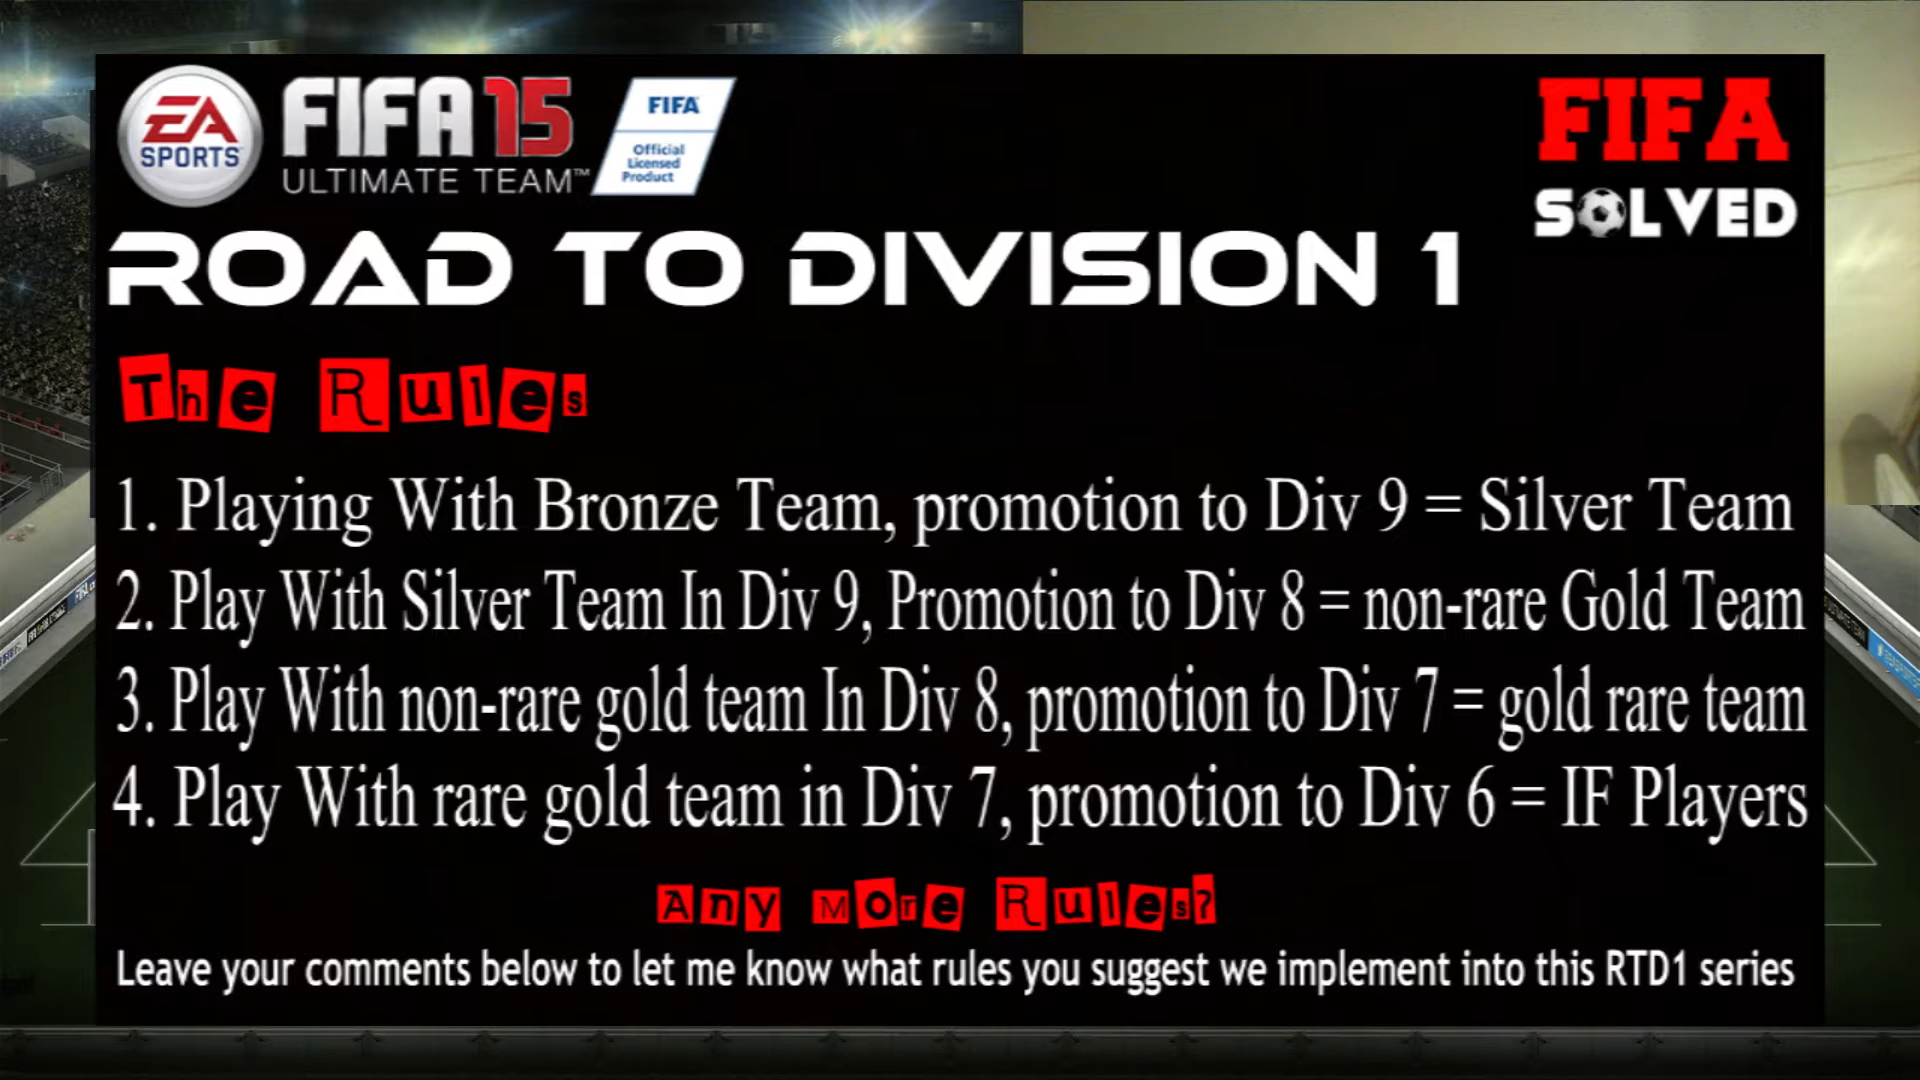 EA
SPORTS
FIFA 15
ULTIMATE TEAM™
FIFA
Official
Licensed
Product
FIFA
SOLVED
ROAD TO DIVISION 1
The Rules
1. Playing With Bronze Team, promotion to Div 9 = Silver Team
2. Play With Silver Team In Div 9, Promotion to Div 8 = non-rare Gold Team
3. Play With non-rare gold team In Div 8, promotion to Div 7 = gold rare team
4. Play With rare gold team in Div 7, promotion to Div 6 = IF Players
Any More Rules?
Leave your comments below to let me know what rules you suggest we implement into this RTD1 series